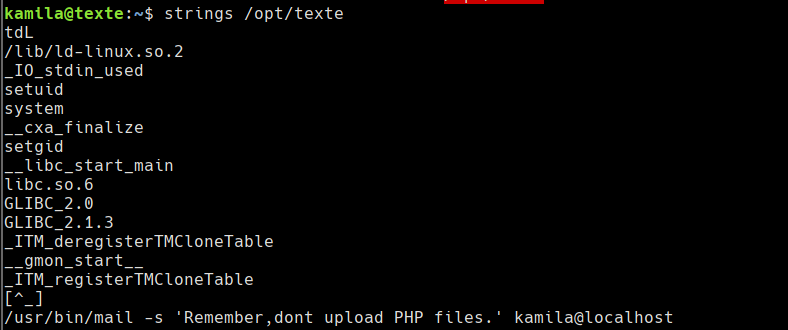 kamila@texte:~$ strings /opt/texte
tdL
/lib/ld-linux.so.2
_IO_stdin_used
setuid
system
__cxa_finalize
setgid
__libc_start_main
libc.so.6
GLIBC_2.0
GLIBC_2.1.3
_ITM_deregisterTMCloneTable
__gmon_start__
_ITM_registerTMCloneTable
[^_]
/usr/bin/mail -s 'Remember,dont upload PHP files.' kamila@localhost